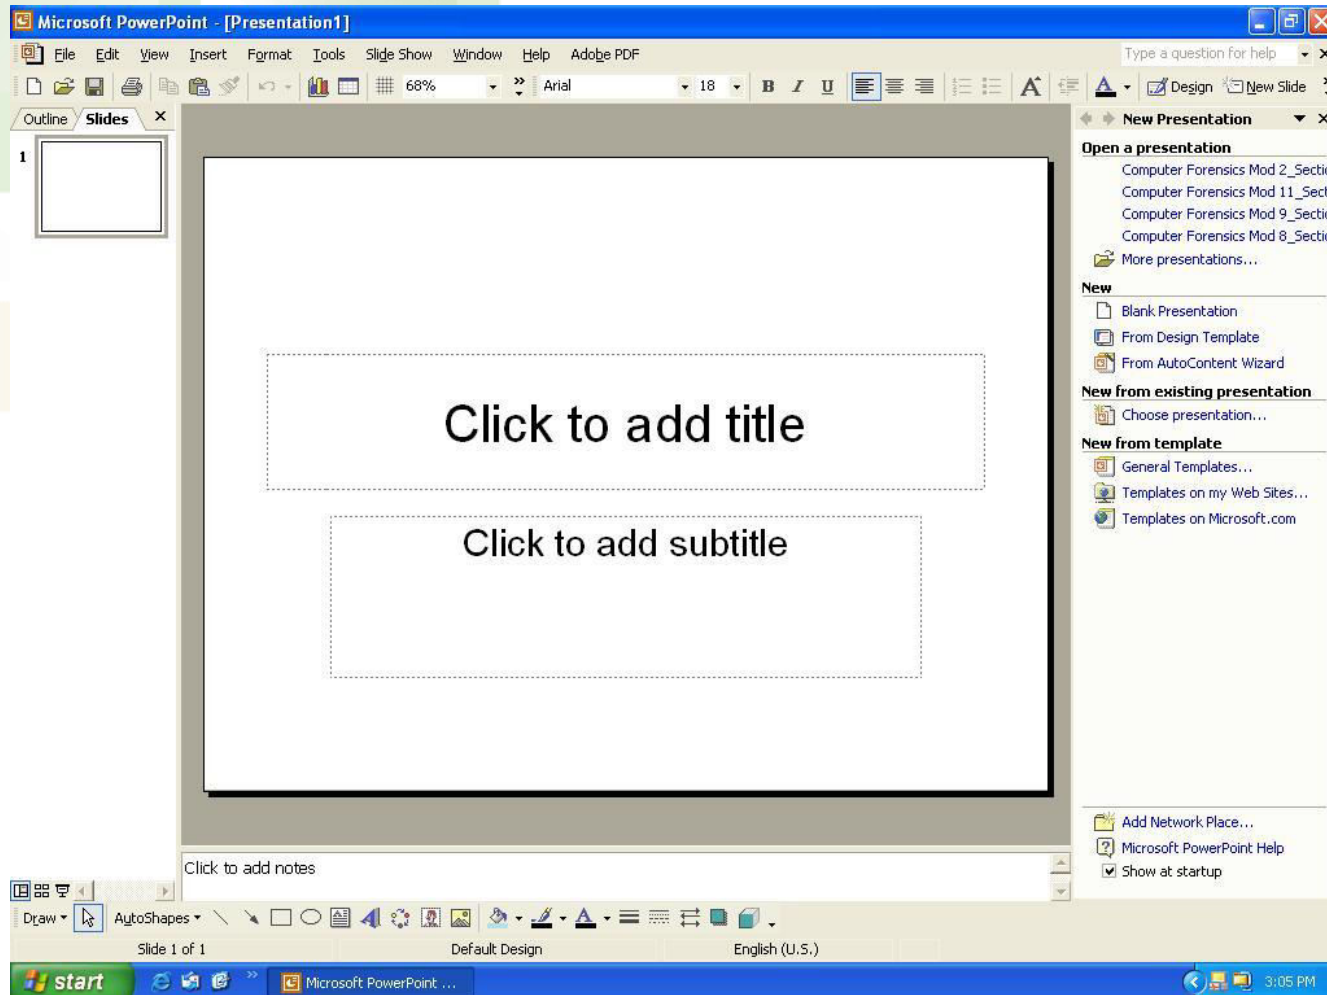 Microsoft PowerPoint - [Presentation1]
File Edit View Insert Format Tools Slide Show Window Help Adobe PDF Type a question for help
68% Arial 18 B I U A A Design New Slide
Outline Slides
New Presentation
1
Open a presentation
Computer Forensics Mod 2_Secti
Computer Forensics Mod 11_Sect
Computer Forensics Mod 9_Secti
Computer Forensics Mod 8_Secti
More presentations...
New
Blank Presentation
From Design Template
From AutoContent Wizard
New from existing presentation
Choose presentation...
New from template
General Templates...
Templates on my Web Sites...
Templates on Microsoft.com
Click to add title
Click to add subtitle
Add Network Place...
Microsoft PowerPoint Help
Show at startup
Click to add notes
Draw AutoShapes A A
Slide 1 of 1 Default Design English (U.S.)
start Microsoft PowerPoint ... 3:05 PM